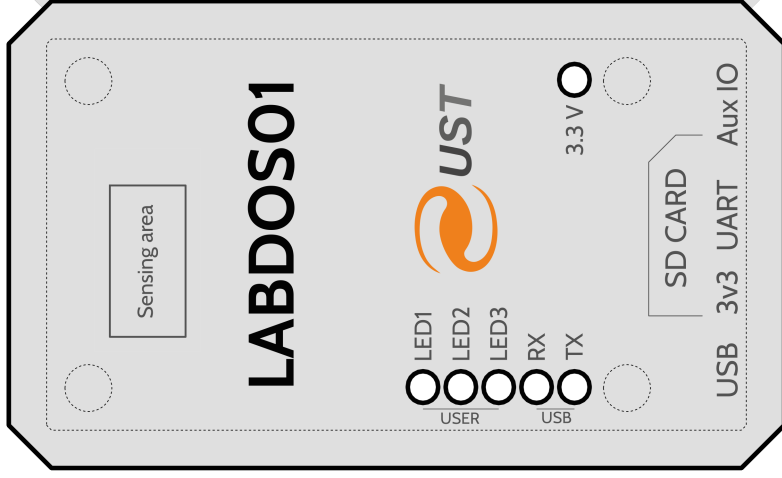 Sensing area
LABDOS01
UST
3.3 V
LED1
LED2
LED3
RX
TX
USER
USB
SD CARD
USB
3v3
UART
Aux IO